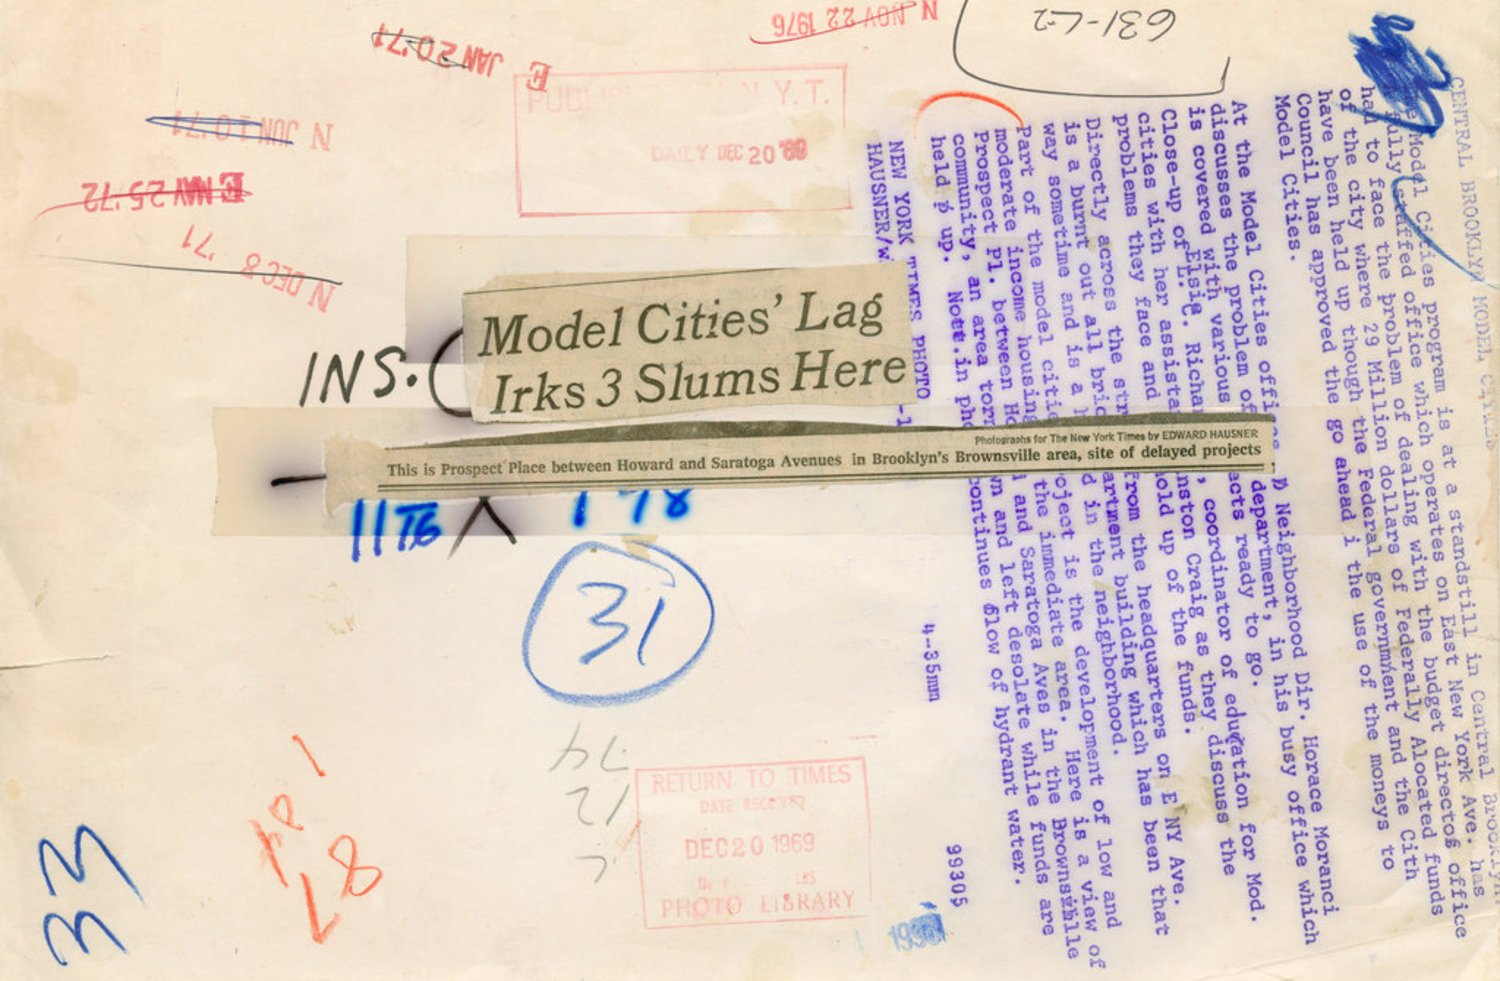 N NOV 22 1976
631-L-2
E JAN 20 '71
N JUN 10 '71
E MAY 25 '72
N DEC 8 '71
N.Y.T.
DAILY DEC 20 '69
INS.
Model Cities' Lag
Irks 3 Slums Here
Photographs for The New York Times by EDWARD HAUSNER
This is Prospect Place between Howard and Saratoga Avenues in Brooklyn's Brownsville area, site of delayed projects
31
33
RETURN TO TIMES
DATE RECEIVED
DEC 20 1969
PHOTO LIBRARY
CENTRAL BROOKLYN MODEL CITIES
Model Cities program is at a standstill in Central Brooklyn
fully staffed office which operates on East New York Ave. has
had to face the problem of dealing with the budget directos office
of the city where 29 Million dollars of Federally Alocated funds
have been held up though the Federal government and the Cith
Council has approved the go ahead i the use of the moneys to
Model Cities.
At the Model Cities office Neighborhood Dir. Horace Moranci
discusses the problem of department, in his busy office which
is covered with various acts ready to go.
Close-up of Elsie C. Richar , coordinator of education for Mod.
cities with her assista nston Craig as they discuss the
problems they face and old up of the funds.
Directly across the str from the headquarters on E NY Ave.
is a burnt out all bric artment building which has been that
way sometime and is a d in the neighborhood.
Part of the model citie oject is the development of low and
moderate income housing the immediate area. Here is a view of
Prospect Pl. between Ho and Saratoga Aves in the Brownsville
community, an area torn and left desolate while funds are
held up. Note in pho continues flow of hydrant water.
NEW YORK TIMES PHOTO
HAUSNER/ 4-35mm 99305